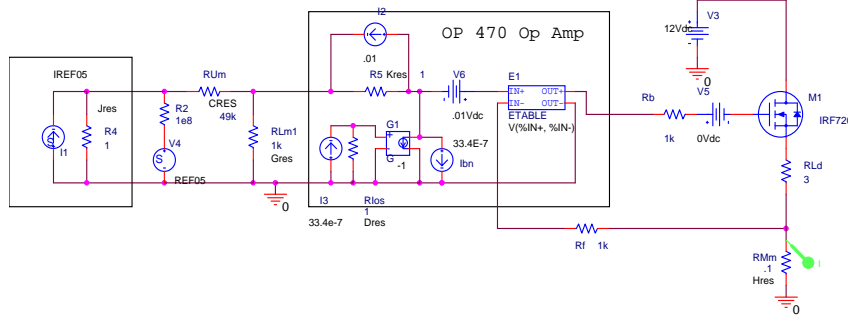 I2
OP 470 Op Amp
V3
12Vdc
0
IREF05
RUm
.01
R5 Kres
1
V6
E1
IN+ OUT+
IN- OUT-
Rb
V5
M1
Jres
R2
CRES
49k
.01Vdc
ETABLE
V(%IN+, %IN-)
1k
0Vdc
IRF720
R4
1
1e8
V4
RLm1
1k
Gres
G1
+
-
G
-1
33.4E-7
Ibn
I1
S
S
REF05
RLd
3
0
I3
33.4e-7
RIos
1
Dres
Rf 1k
RMm
.1
Hres
0